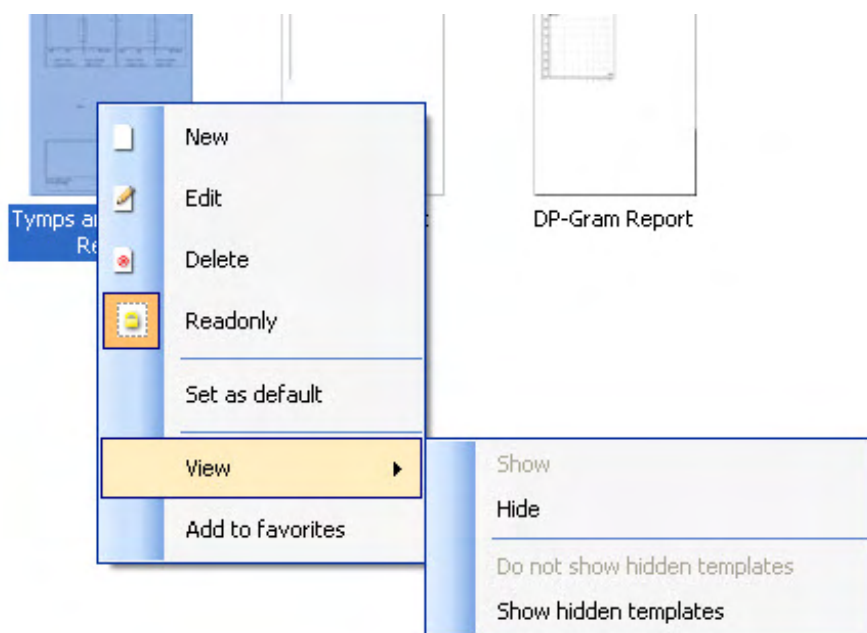 Tymps a
Re
DP-Gram Report
New
Edit
Delete
Readonly
Set as default
View
Add to favorites
Show
Hide
Do not show hidden templates
Show hidden templates